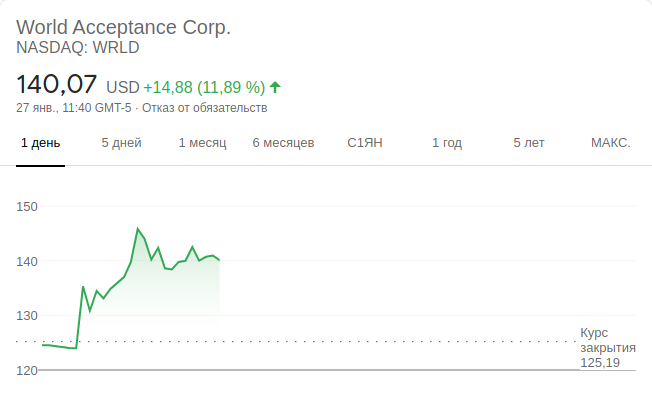 World Acceptance Corp.
NASDAQ: WRLD
140,07 USD +14,88 (11,89 %)
27 янв., 11:40 GMT-5 · Отказ от обязательств
1 день 5 дней 1 месяц 6 месяцев С1ЯН 1 год 5 лет МАКС.
150
140
130
Курс
закрытия
125,19
120